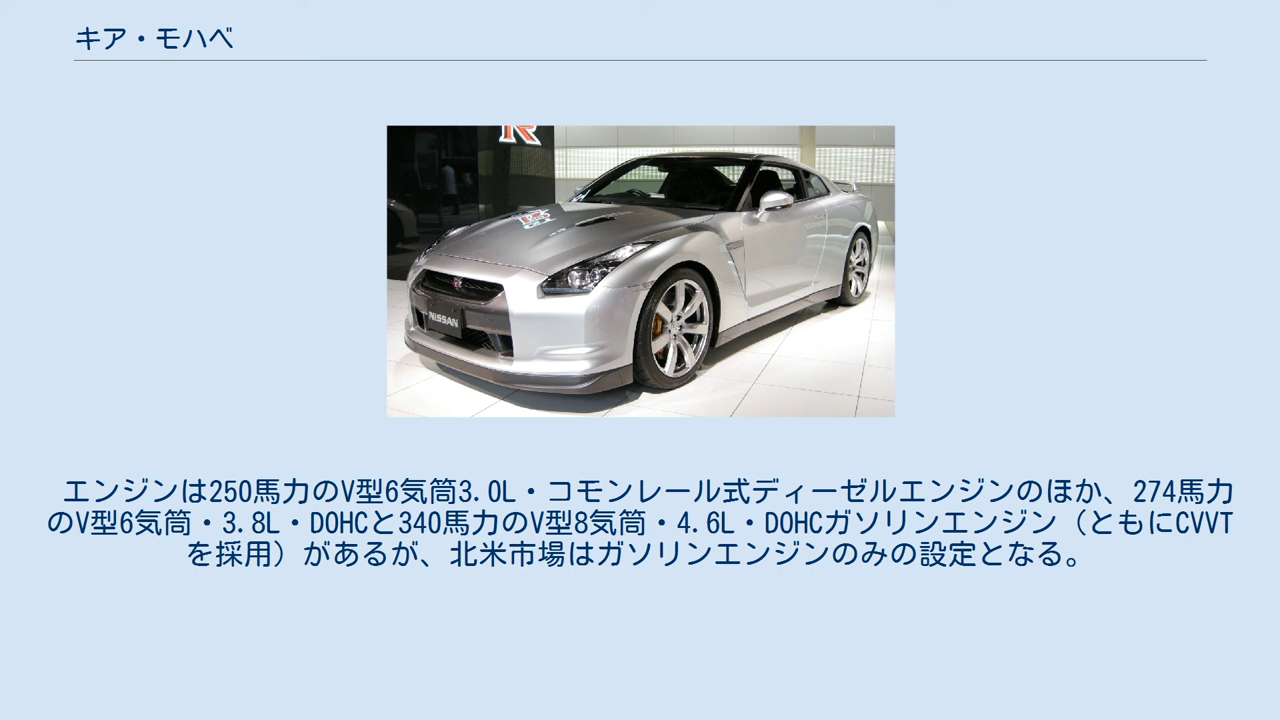 キア・モハベ
R
NISSAN
エンジンは250馬力のV型6気筒3.0L・コモンレール式ディーゼルエンジンのほか、274馬力
のV型6気筒・3.8L・DOHCと340馬力のV型8気筒・4.6L・DOHCガソリンエンジン（ともにCVVT
を採用）があるが、北米市場はガソリンエンジンのみの設定となる。